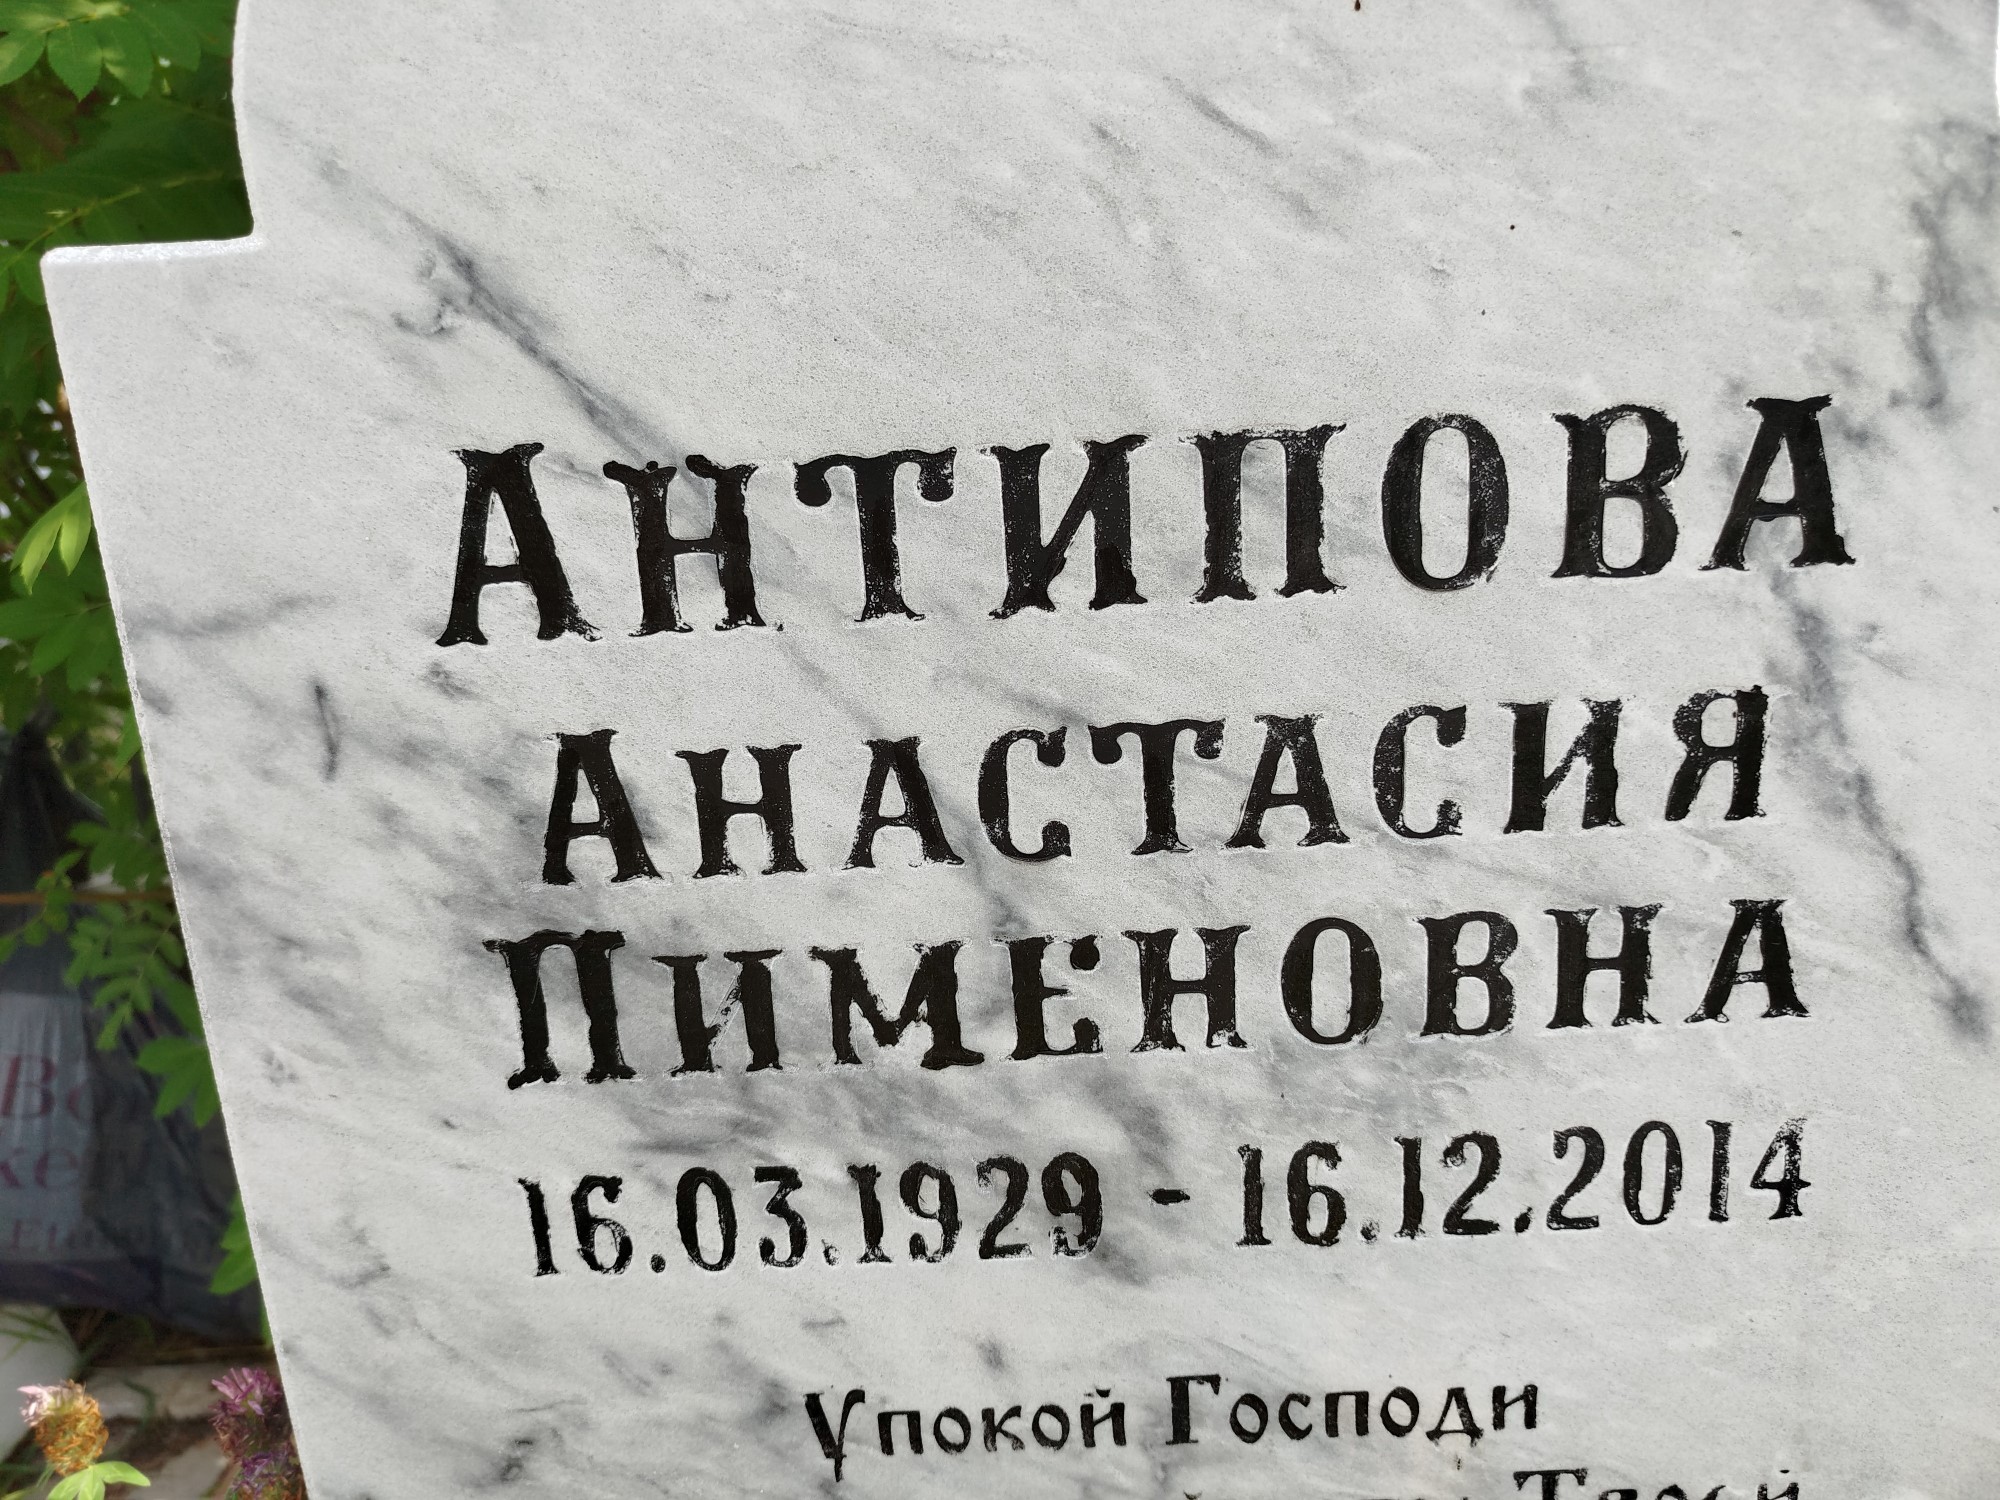 АНТИПОВА
АНАСТАСИЯ
ПИМЕНОВНА
16.03.1929 - 16.12.2014
Упокой Господи